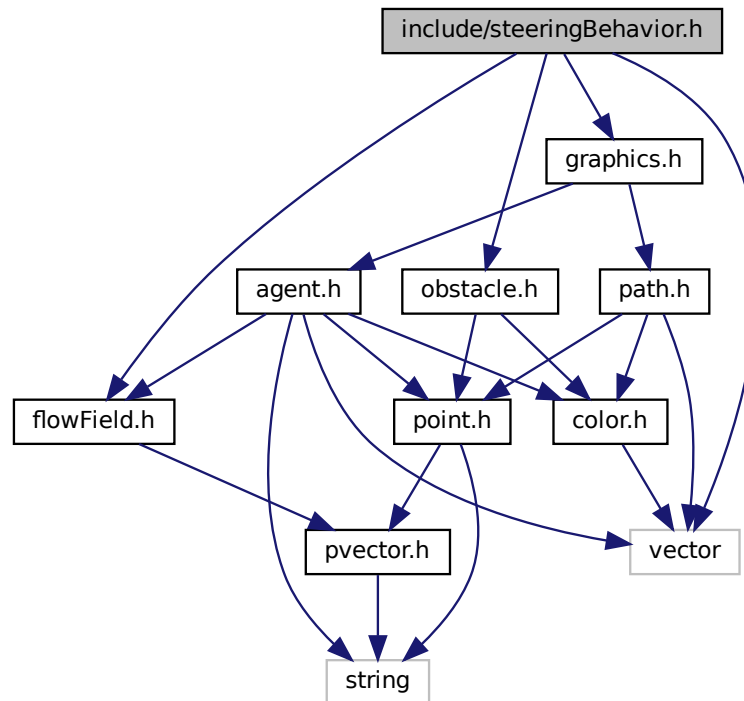 include/steeringBehavior.h
graphics.h
agent.h
obstacle.h
path.h
flowField.h
point.h
color.h
pvector.h
vector
string